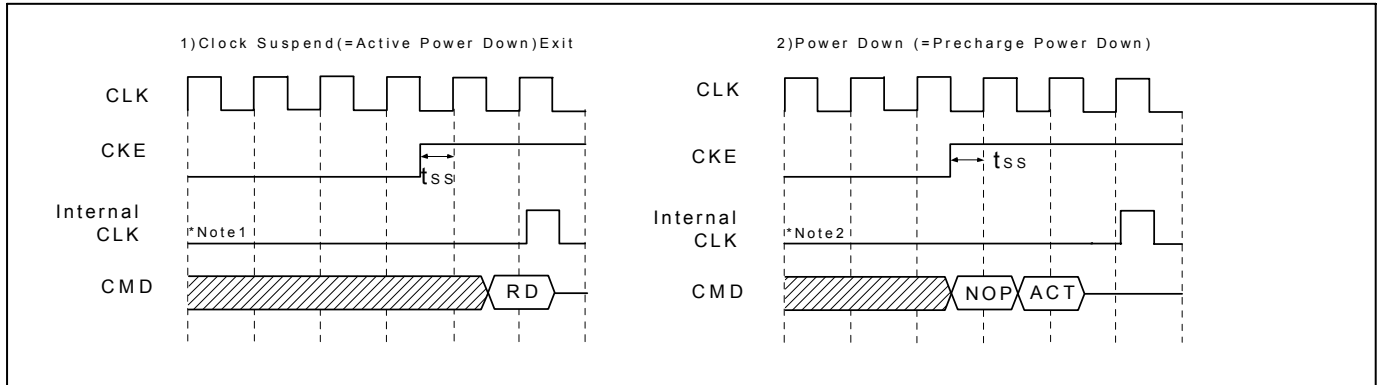 1)Clock Suspend(=Active Power Down)Exit
CLK
CKE
tss
Internal
CLK
*Note1
CMD
RD
2)Power Down (=Precharge Power Down)
CLK
CKE
tss
Internal
CLK
*Note2
CMD
NOP
ACT